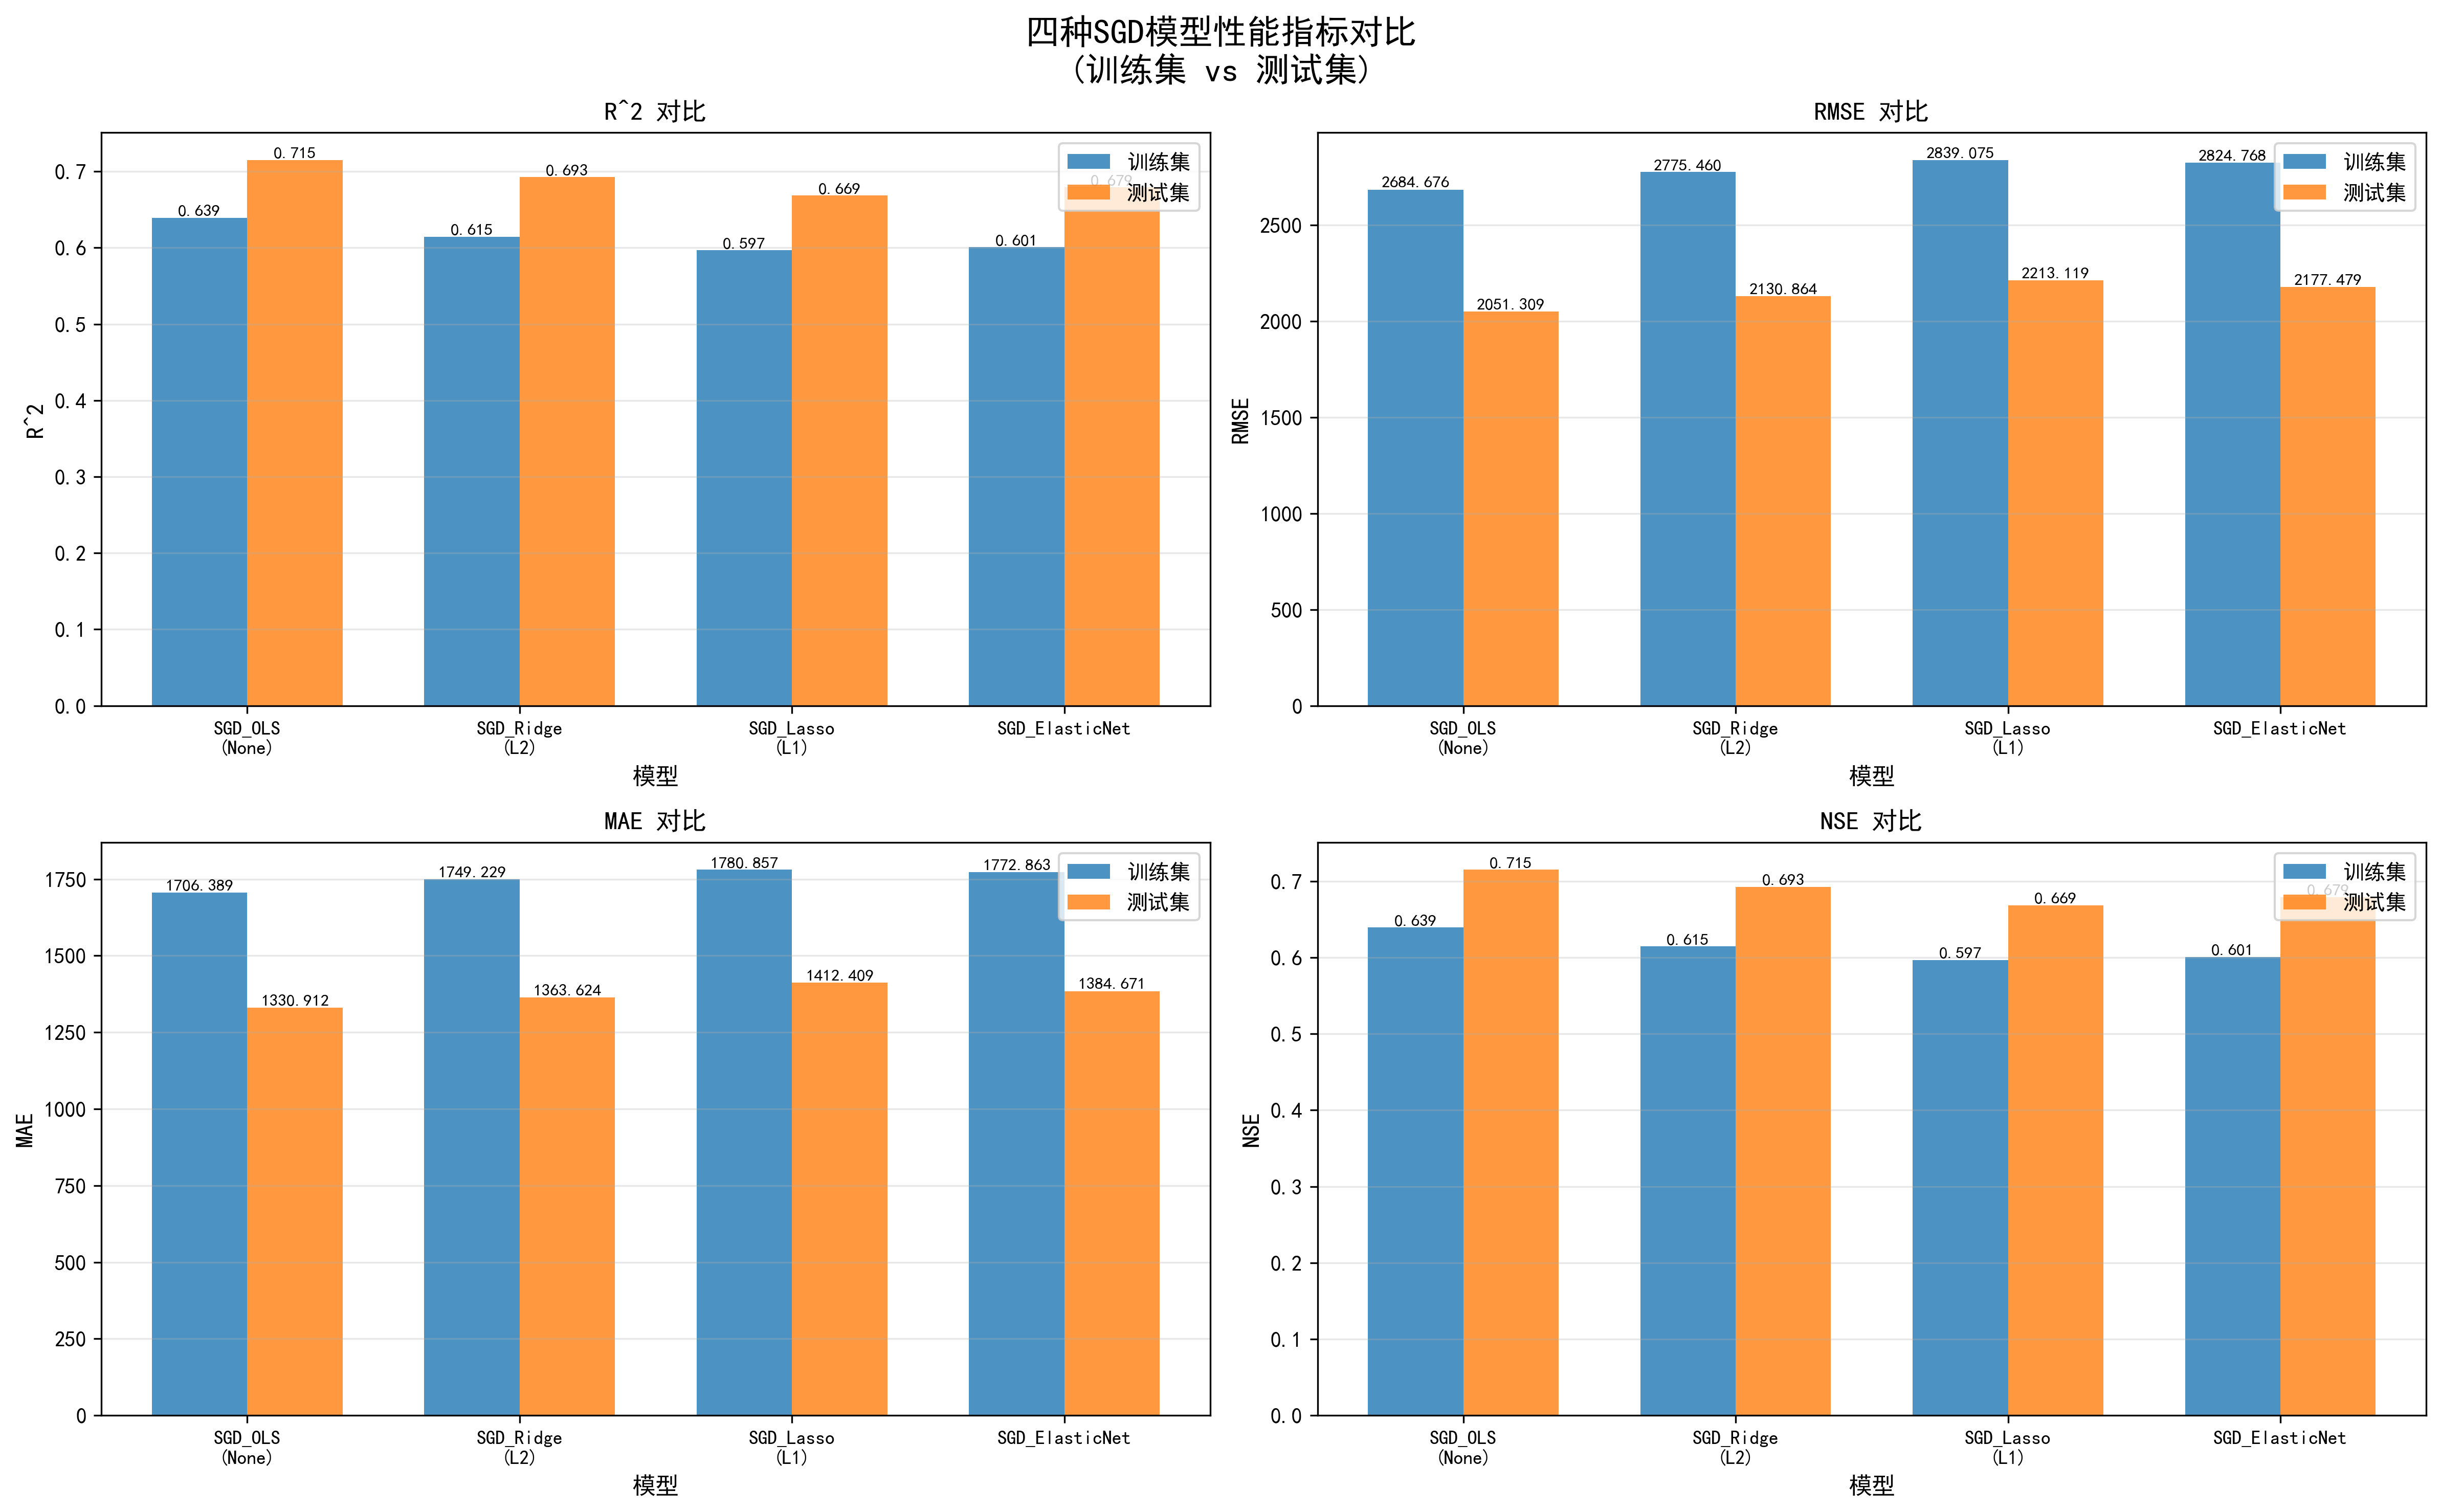 四种SGD模型性能指标对比
(训练集 vs 测试集)
R^2 对比
0.7
0.6
0.5
0.4
0.3
0.2
0.1
0.0
R^2
0.639
0.715
0.615
0.693
0.597
0.669
0.601
0.679
训练集
测试集
SGD_OLS
(None)
SGD_Ridge
(L2)
SGD_Lasso
(L1)
SGD_ElasticNet
模型
RMSE 对比
2500
2000
1500
1000
500
0
RMSE
2684.676
2051.309
2775.460
2130.864
2839.075
2213.119
2824.768
2177.479
训练集
测试集
SGD_OLS
(None)
SGD_Ridge
(L2)
SGD_Lasso
(L1)
SGD_ElasticNet
模型
MAE 对比
1750
1500
1250
1000
750
500
250
0
MAE
1706.389
1330.912
1749.229
1363.624
1780.857
1412.409
1772.863
1384.671
训练集
测试集
SGD_OLS
(None)
SGD_Ridge
(L2)
SGD_Lasso
(L1)
SGD_ElasticNet
模型
NSE 对比
0.7
0.6
0.5
0.4
0.3
0.2
0.1
0.0
NSE
0.639
0.715
0.615
0.693
0.597
0.669
0.601
0.679
训练集
测试集
SGD_OLS
(None)
SGD_Ridge
(L2)
SGD_Lasso
(L1)
SGD_ElasticNet
模型